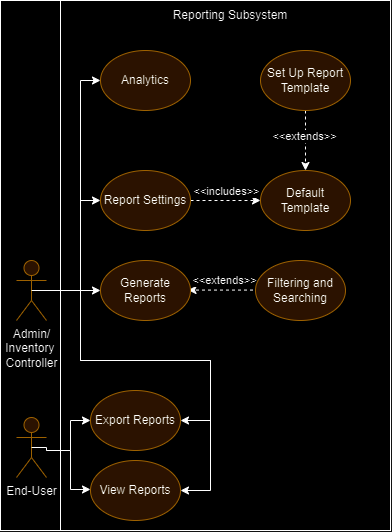 Reporting Subsystem
Analytics
Set Up Report
Template
<<extends>>
Report Settings
<<includes>>
Default
Template
Generate
Reports
<<extends>>
Filtering and
Searching
Admin/
Inventory
Controller
Export Reports
End-User
View Reports